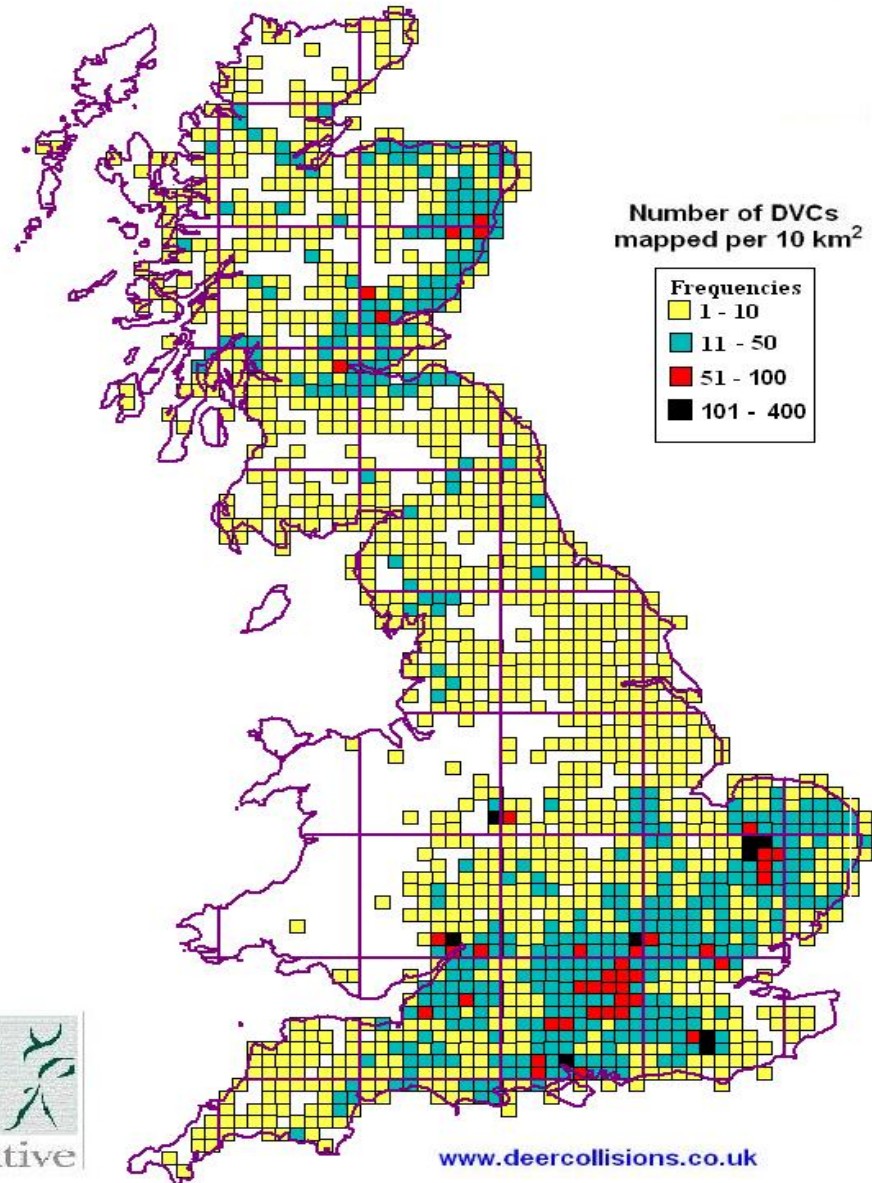 Number of DVCs
mapped per 10 km²
Frequencies
1 - 10
11 - 50
51 - 100
101 - 400
www.deercollisions.co.uk